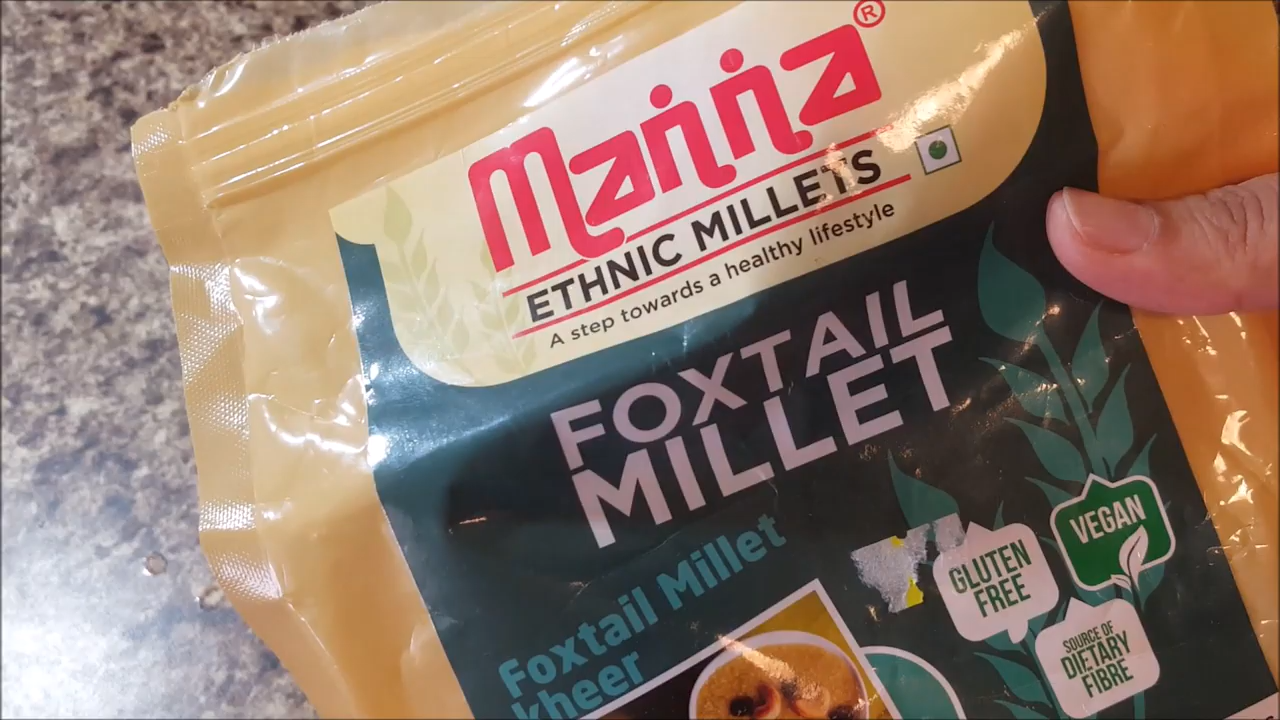 Manna®
ETHNIC MILLETS
A step towards a healthy lifestyle
FOXTAIL
MILLET
VEGAN
GLUTEN
FREE
SOURCE OF
DIETARY
FIBRE
Foxtail Millet
kheer